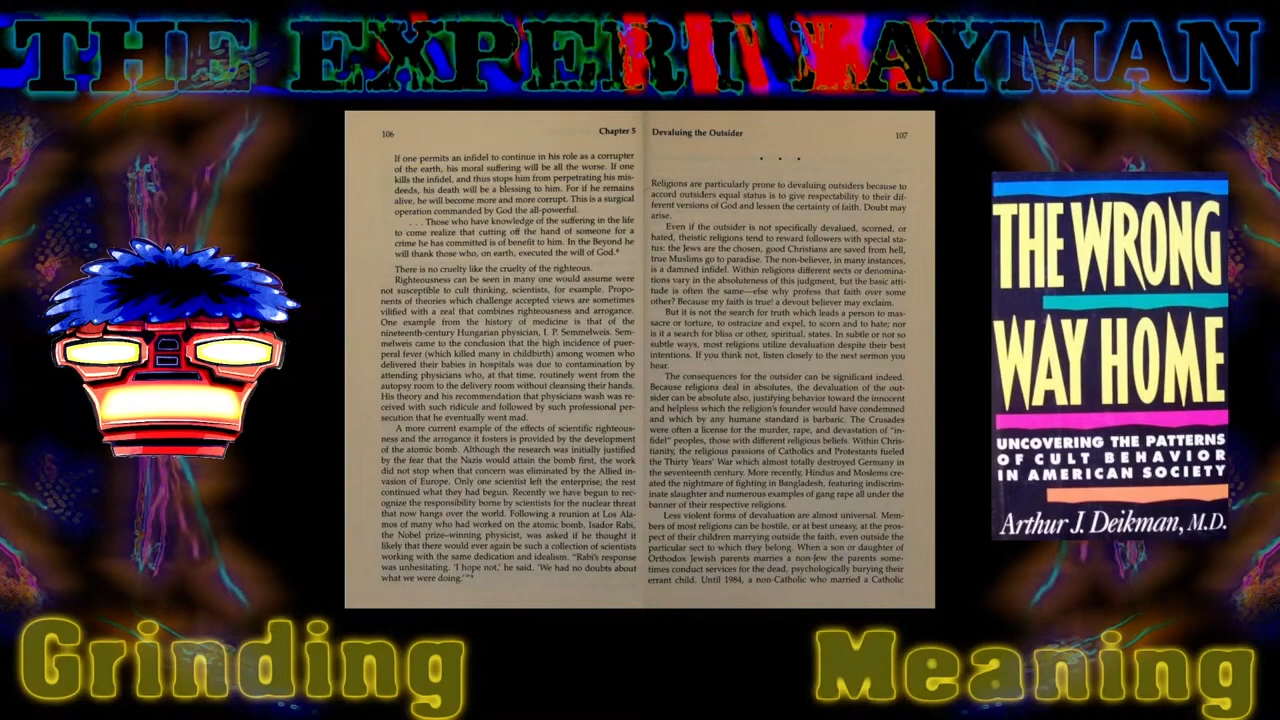 THE EXPERT LAYMAN
106
Chapter 5
If one permits an infidel to continue in his role as a corrupter
of the earth, his moral suffering will be all the worse. If one
kills the infidel, and thus stops him from perpetrating his mis-
deeds, his death will be a blessing to him. For if he remains
alive, he will become more and more corrupt. This is a surgical
operation commanded by God the all-powerful.
. . . Those who have knowledge of the suffering in the life
to come realize that cutting off the hand of someone for a
crime he has committed is of benefit to him. In the Beyond he
will thank those who, on earth, executed the will of God.⁸
There is no cruelty like the cruelty of the righteous.
Righteousness can be seen in many one would assume were
not susceptible to cult thinking, scientists, for example. Propo-
nents of theories which challenge accepted views are sometimes
vilified with a zeal that combines righteousness and arrogance.
One example from the history of medicine is that of the
nineteenth-century Hungarian physician, I. P. Semmelweis. Sem-
melweis came to the conclusion that the high incidence of puer-
peral fever (which killed many in childbirth) among women who
delivered their babies in hospitals was due to contamination by
attending physicians who, at that time, routinely went from the
autopsy room to the delivery room without cleansing their hands.
His theory and his recommendation that physicians wash was re-
ceived with such ridicule and followed by such professional per-
secution that he eventually went mad.
A more current example of the effects of scientific righteous-
ness and the arrogance it fosters is provided by the development
of the atomic bomb. Although the research was initially justified
by the fear that the Nazis would attain the bomb first, the work
did not stop when that concern was eliminated by the Allied in-
vasion of Europe. Only one scientist left the enterprise; the rest
continued what they had begun. Recently we have begun to rec-
ognize the responsibility borne by scientists for the nuclear threat
that now hangs over the world. Following a reunion at Los Ala-
mos of many who had worked on the atomic bomb, Isador Rabi,
the Nobel prize–winning physicist, was asked if he thought it
likely that there would ever again be such a collection of scientists
working with the same dedication and idealism. "Rabi's response
was unhesitating. 'I hope not,' he said. 'We had no doubts about
what we were doing.'"⁹
Devaluing the Outsider
107
• • •
Religions are particularly prone to devaluing outsiders because to
accord outsiders equal status is to give respectability to their dif-
ferent versions of God and lessen the certainty of faith. Doubt may
arise.
Even if the outsider is not specifically devalued, scorned, or
hated, theistic religions tend to reward followers with special sta-
tus: the Jews are the chosen, good Christians are saved from hell,
true Muslims go to paradise. The non-believer, in many instances,
is a damned infidel. Within religions different sects or denomina-
tions vary in the absoluteness of this judgment, but the basic atti-
tude is often the same—else why profess that faith over some
other? Because my faith is true! a devout believer may exclaim.
But it is not the search for truth which leads a person to mas-
sacre or torture, to ostracize and expel, to scorn and to hate; nor
is it a search for bliss or other, spiritual, states. In subtle or not so
subtle ways, most religions utilize devaluation despite their best
intentions. If you think not, listen closely to the next sermon you
hear.
The consequences for the outsider can be significant indeed.
Because religions deal in absolutes, the devaluation of the out-
sider can be absolute also, justifying behavior toward the innocent
and helpless which the religion's founder would have condemned
and which by any humane standard is barbaric. The Crusades
were often a license for the murder, rape, and devastation of "in-
fidel" peoples, those with different religious beliefs. Within Chris-
tianity, the religious passions of Catholics and Protestants fueled
the Thirty Years' War which almost totally destroyed Germany in
the seventeenth century. More recently, Hindus and Moslems cre-
ated the nightmare of fighting in Bangladesh, featuring indiscrim-
inate slaughter and numerous examples of gang rape all under the
banner of their respective religions.
Less violent forms of devaluation are almost universal. Mem-
bers of most religions can be hostile, or at best uneasy, at the pros-
pect of their children marrying outside the faith, even outside the
particular sect to which they belong. When a son or daughter of
Orthodox Jewish parents marries a non-Jew the parents some-
times conduct services for the dead, psychologically burying their
errant child. Until 1984, a non-Catholic who married a Catholic
THE WRONG
WAY HOME
UNCOVERING THE PATTERNS
OF CULT BEHAVIOR
IN AMERICAN SOCIETY
Arthur J. Deikman, M.D.
Grinding
Meaning